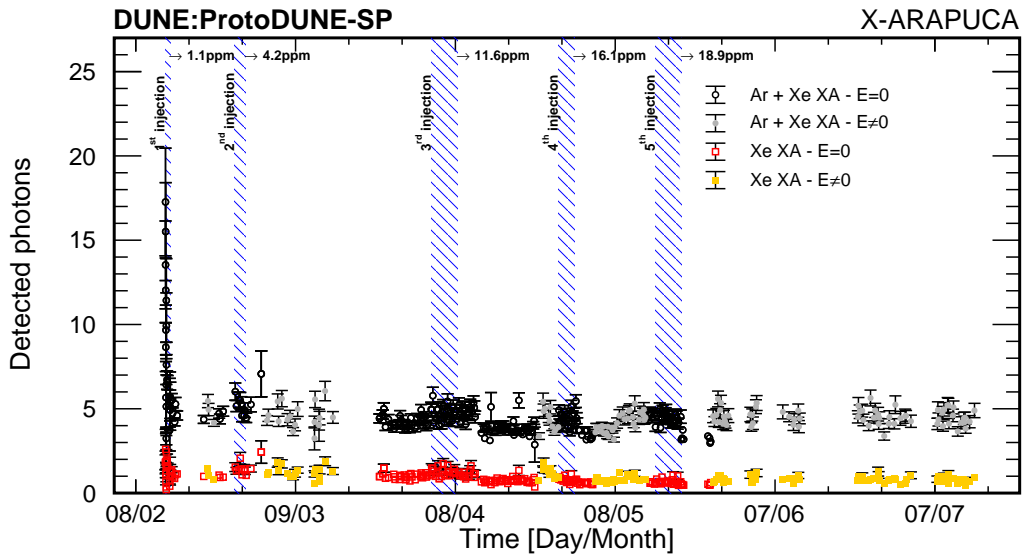 DUNE:ProtoDUNE-SP X-ARAPUCA
→ 1.1ppm → 4.2ppm → 11.6ppm → 16.1ppm → 18.9ppm
1st injection
2nd injection
3rd injection
4th injection
5th injection
Ar + Xe XA - E=0
Ar + Xe XA - E≠0
Xe XA - E=0
Xe XA - E≠0
Detected photons
25
20
15
10
5
0
08/02 09/03 08/04 08/05 07/06 07/07
Time [Day/Month]